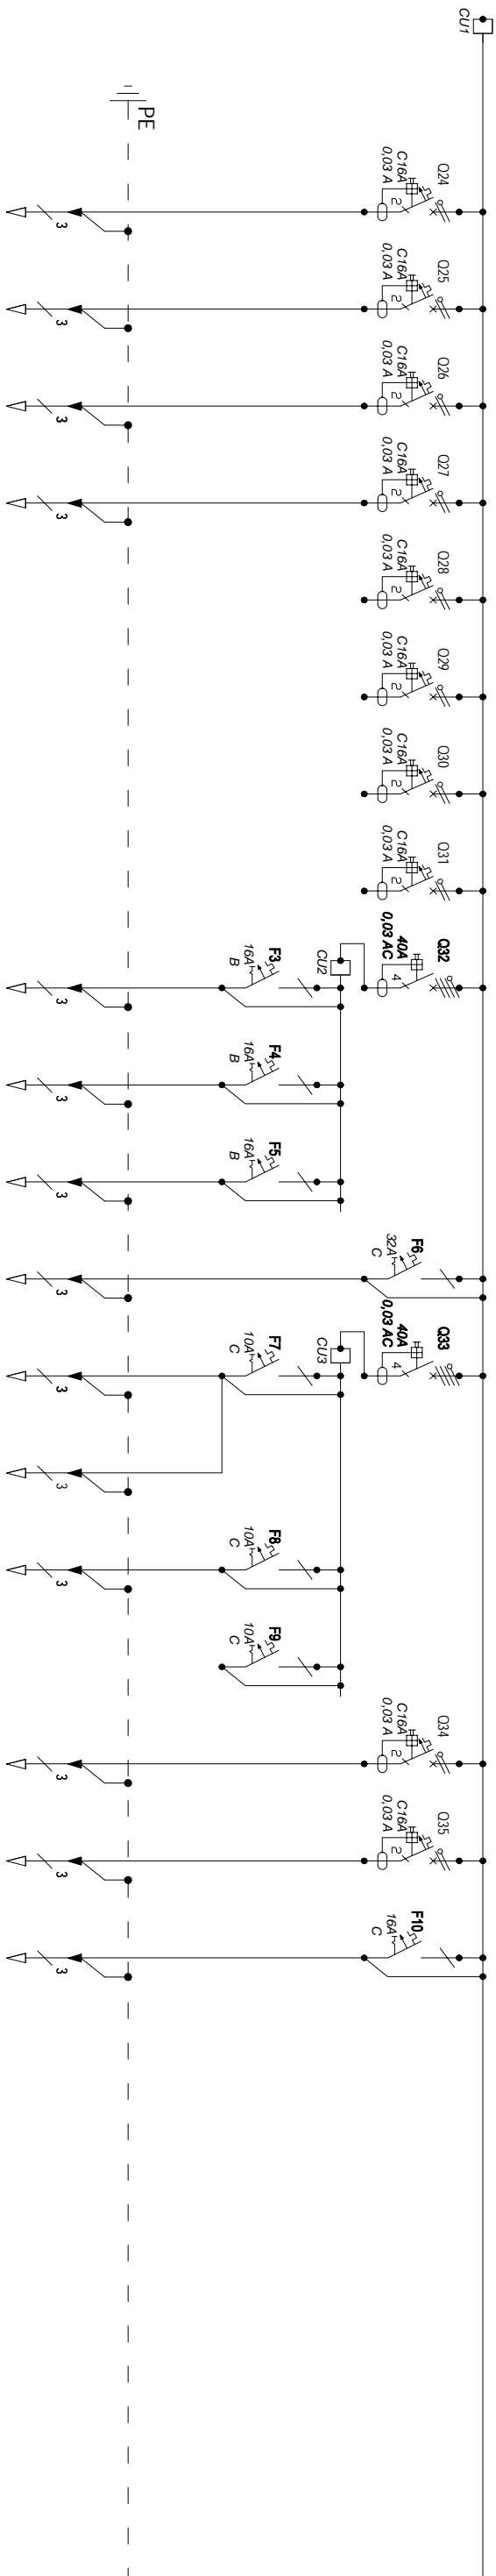 CU1
PE
Q24
C16A
0,03 A
2
3
Q25
C16A
0,03 A
2
3
Q26
C16A
0,03 A
2
3
Q27
C16A
0,03 A
2
3
Q28
C16A
0,03 A
2
Q29
C16A
0,03 A
2
Q30
C16A
0,03 A
2
Q31
C16A
0,03 A
2
Q32
40A
0,03 AC
4
CU2
F3
16A
B
3
F4
16A
B
3
F5
16A
B
3
F6
32A
C
3
Q33
40A
0,03 AC
4
CU3
F7
10A
C
3
3
F8
10A
C
3
F9
10A
C
Q34
C16A
0,03 A
2
3
Q35
C16A
0,03 A
2
3
F10
16A
C
3